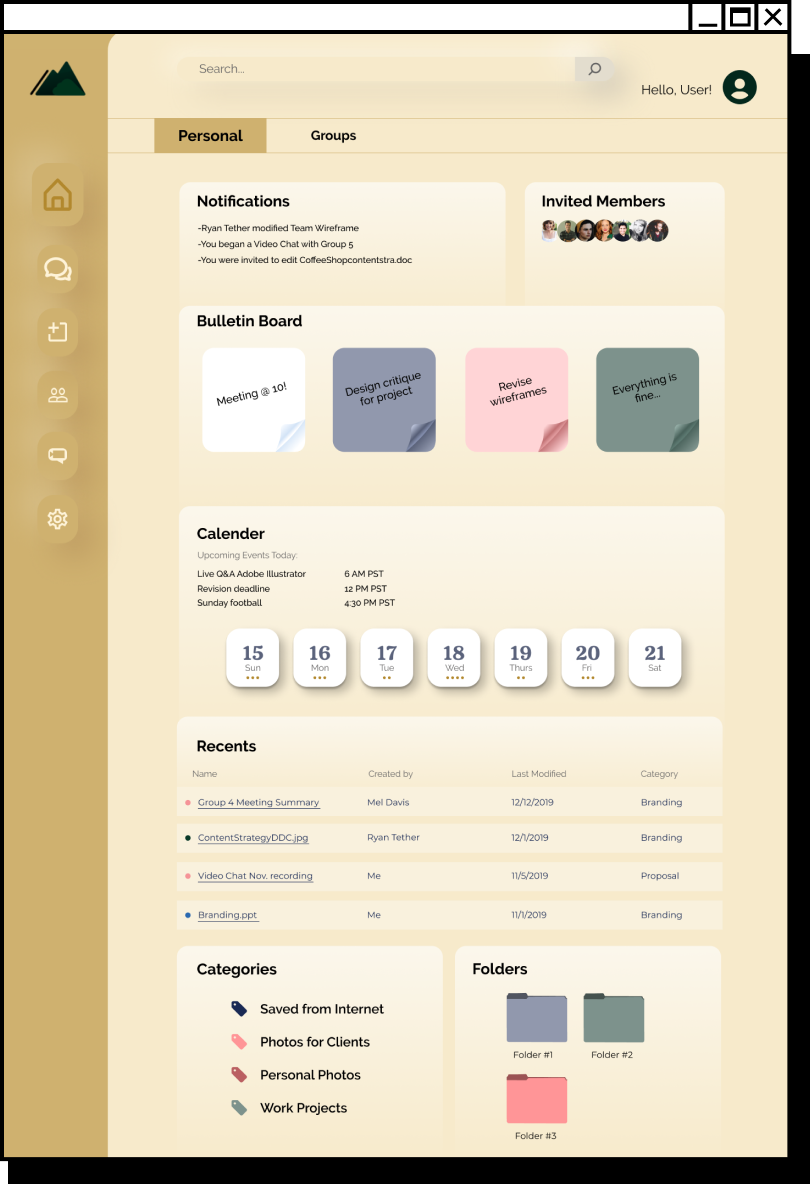 Search...
Hello, User!
Personal
Groups
Notifications
-Ryan Tether modified Team Wireframe
-You began a Video Chat with Group 5
-You were invited to edit CoffeeShopcontentstra.doc
Invited Members
Bulletin Board
Meeting @ 10!
Design critique
for project
Revise
wireframes
Everything is
fine...
Calender
Upcoming Events Today:
Live Q&A Adobe Illustrator 6 AM PST
Revision deadline 12 PM PST
Sunday football 4:30 PM PST
15 16 17 18 19 20 21
Sun Mon Tue Wed Thurs Fri Sat
Recents
Name Created by Last Modified Category
Group 4 Meeting Summary Mel Davis 12/12/2019 Branding
ContentStrategyDDC.jpg Ryan Tether 12/1/2019 Branding
Video Chat Nov. recording Me 11/5/2019 Proposal
Branding.ppt Me 11/1/2019 Branding
Categories
Saved from Internet
Photos for Clients
Personal Photos
Work Projects
Folders
Folder #1 Folder #2
Folder #3